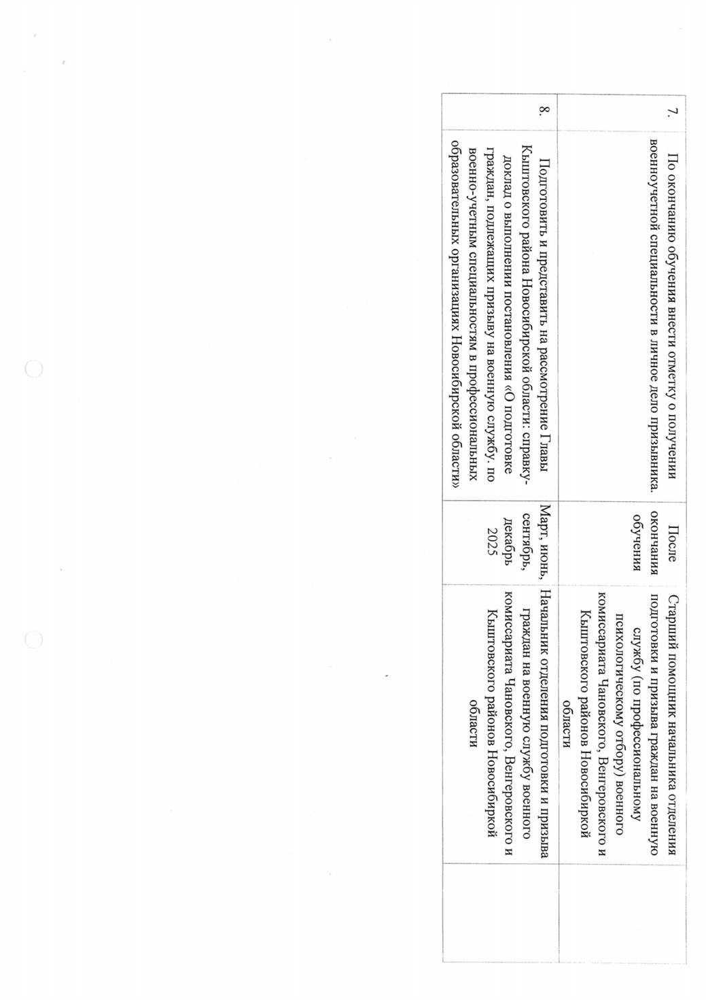 7.
По окончанию обучения внести отметку о получении
военноучетной специальности в личное дело призывника.
После
окончания
обучения
Старший помощник начальника отделения
подготовки и призыва граждан на военную
службу (по профессиональному
психологическому отбору) военного
комиссариата Чановского, Венгеровского и
Кыштовского районов Новосибиркой
области
8.
Подготовить и представить на рассмотрение Главы
Кыштовского района Новосибирской области: справку-
доклад о выполнении постановления «О подготовке
граждан, подлежащих призыву на военную службу. по
военно-учетным специальностям в профессиональных
образовательных организациях Новосибирской области»
Март, июнь,
сентябрь,
декабрь
2025
Начальник отделения подготовки и призыва
граждан на военную службу военного
комиссариата Чановского, Венгеровского и
Кыштовского районов Новосибиркой
области